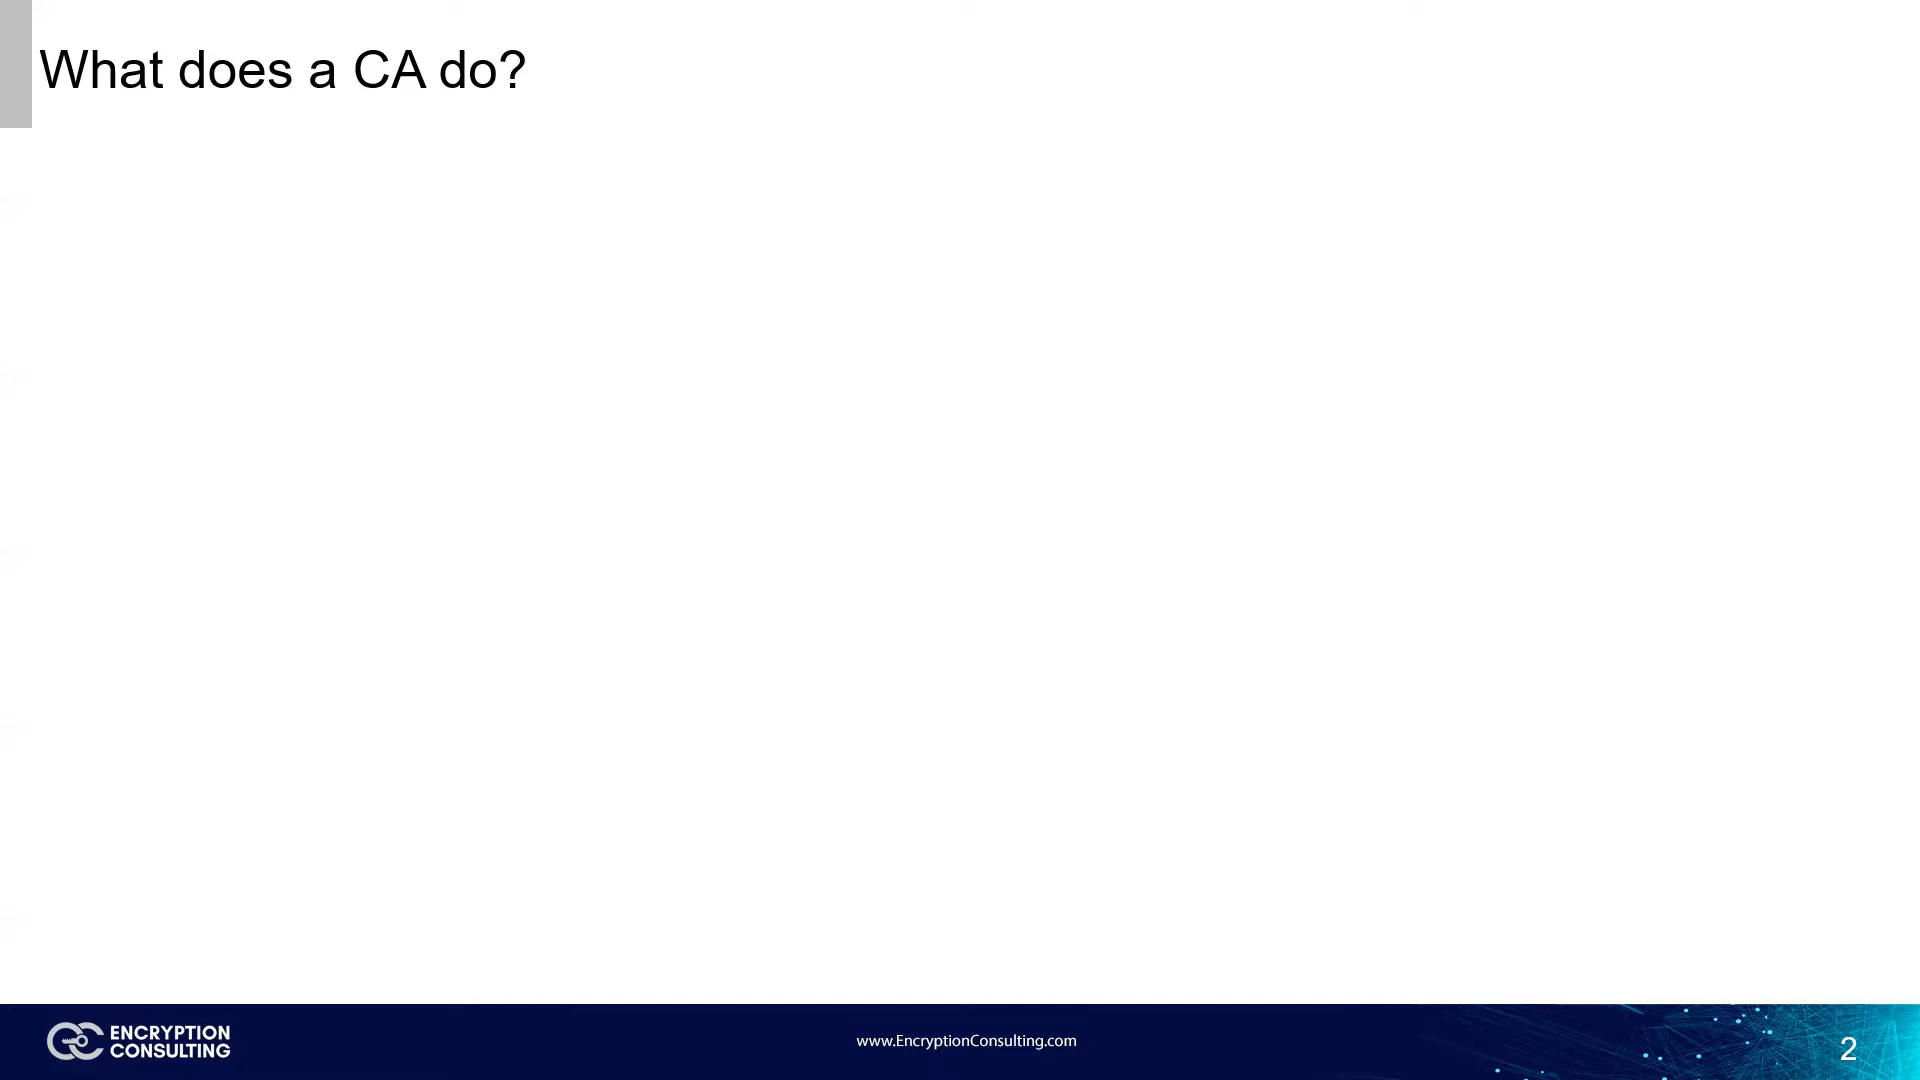 What does a CA do?
ENCRYPTION
CONSULTING
www.EncryptionConsulting.com
2